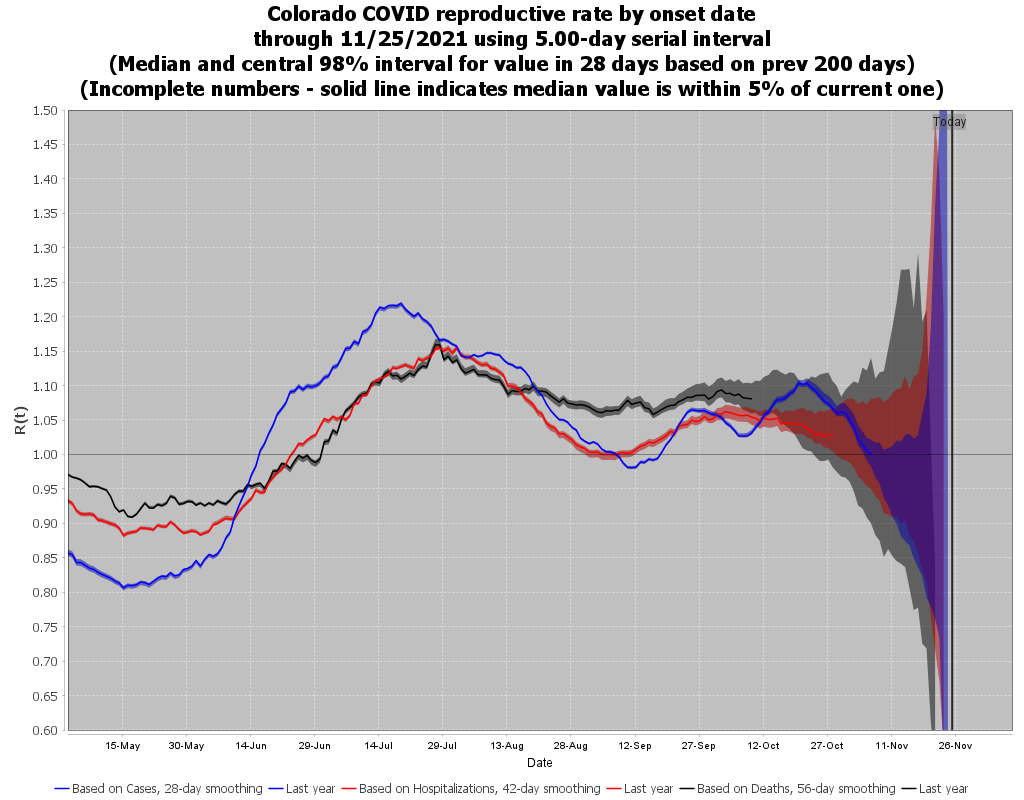 Colorado COVID reproductive rate by onset date
through 11/25/2021 using 5.00-day serial interval
(Median and central 98% interval for value in 28 days based on prev 200 days)
(Incomplete numbers - solid line indicates median value is within 5% of current one)
Today
1.50
1.45
1.40
1.35
1.30
1.25
1.20
1.15
1.10
1.05
1.00
0.95
0.90
0.85
0.80
0.75
0.70
0.65
0.60
R(t)
15-May 30-May 14-Jun 29-Jun 14-Jul 29-Jul 13-Aug 28-Aug 12-Sep 27-Sep 12-Oct 27-Oct 11-Nov 26-Nov
Date
Based on Cases, 28-day smoothing Last year Based on Hospitalizations, 42-day smoothing Last year Based on Deaths, 56-day smoothing Last year